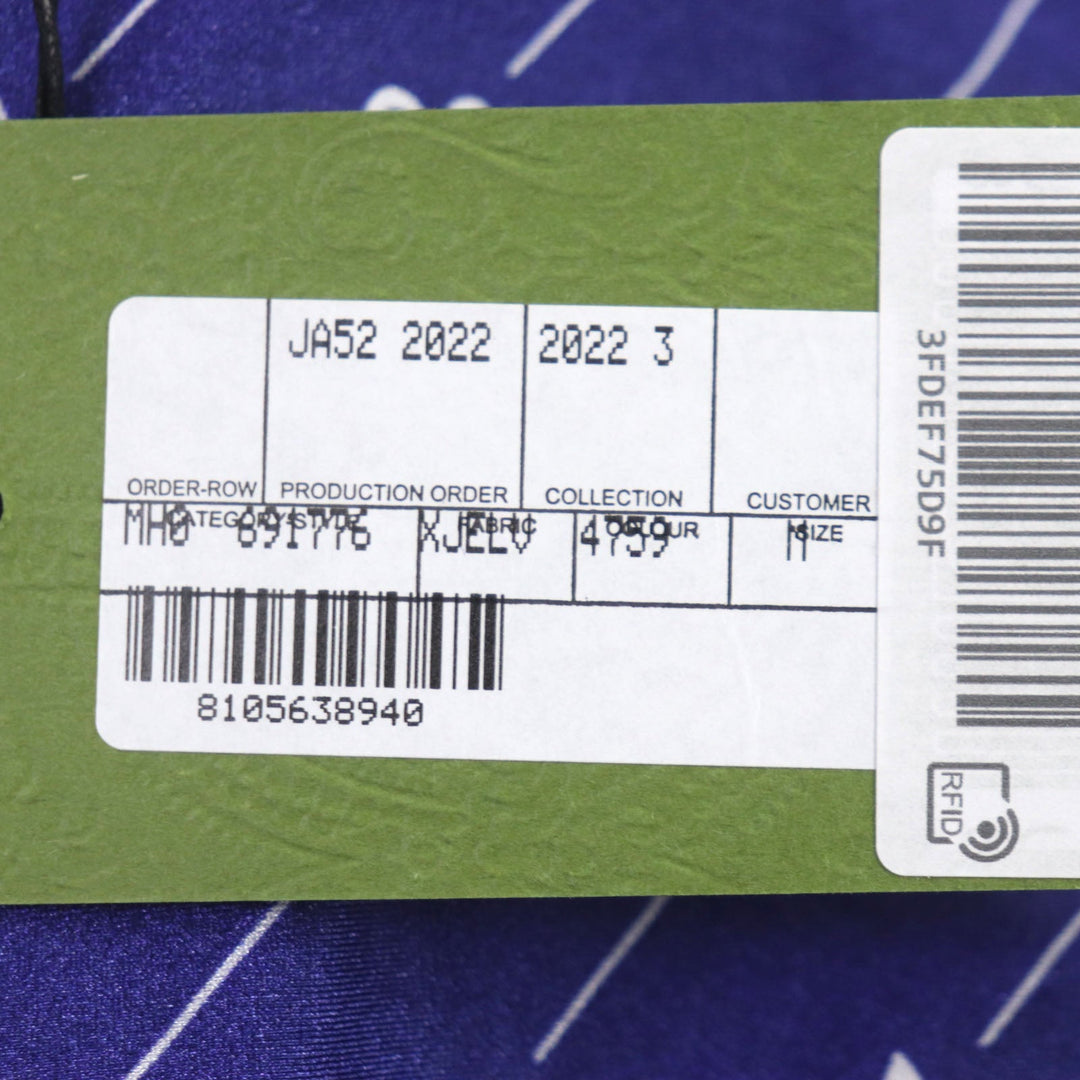 JA52 2022 2022 3
ORDER-ROW PRODUCTION ORDER COLLECTION CUSTOMER
CATEGORY/STYLE FABRIC COLOUR SIZE
MH0 691776 XJELV 4759 M
8105638940
3FDEF75D9F
RFID